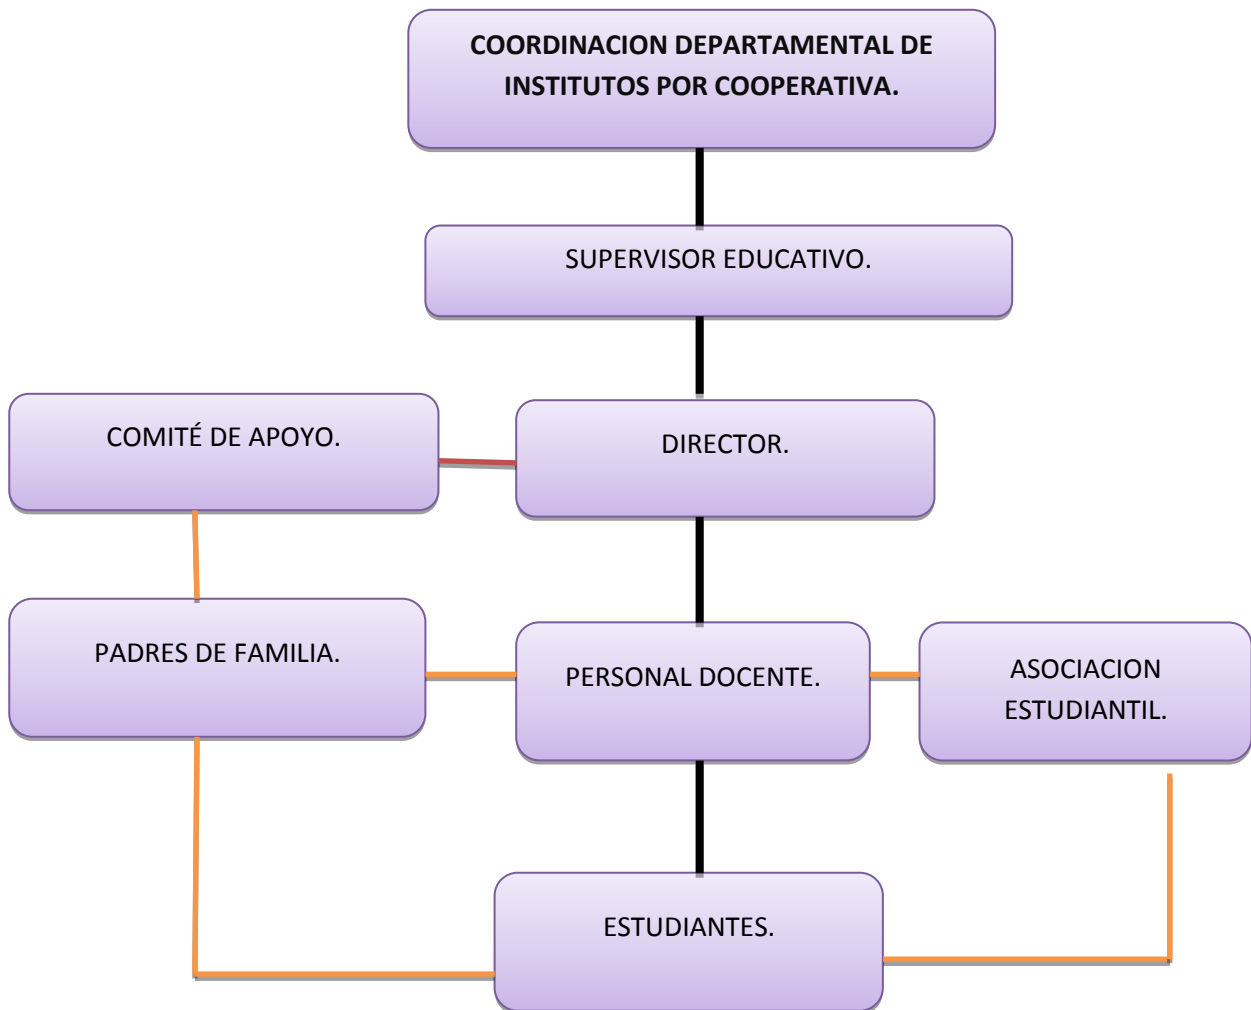 COORDINACION DEPARTAMENTAL DE
INSTITUTOS POR COOPERATIVA.
SUPERVISOR EDUCATIVO.
COMITÉ DE APOYO.
DIRECTOR.
PADRES DE FAMILIA.
PERSONAL DOCENTE.
ASOCIACION
ESTUDIANTIL.
ESTUDIANTES.